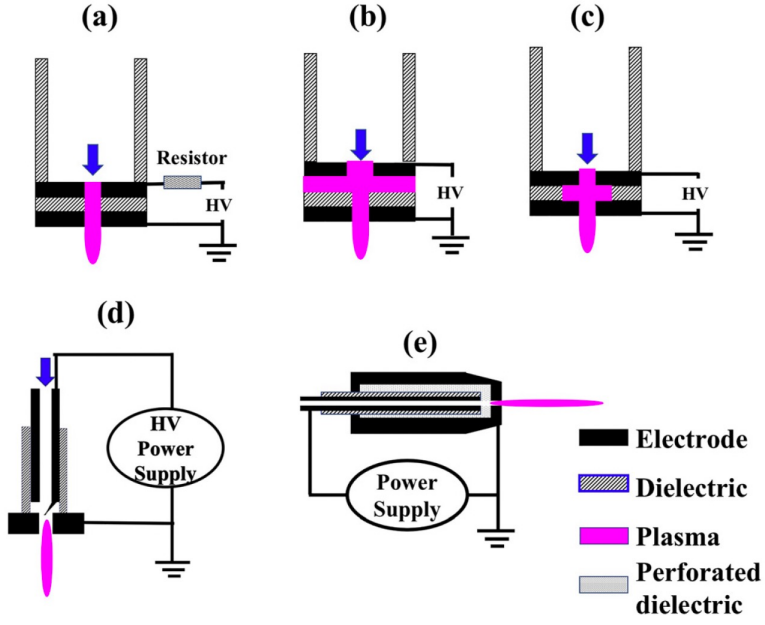 (a)
(b)
(c)
Resistor
HV
HV
HV
(d)
(e)
HV
Power
Supply
Power
Supply
Electrode
Dielectric
Plasma
Perforated
dielectric